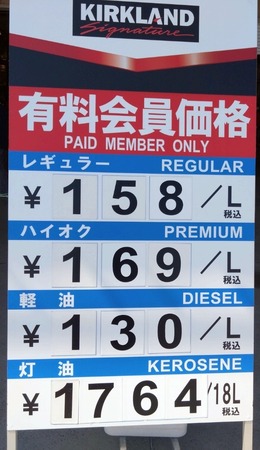 KIRKLAND
Signature
有料会員価格
PAID MEMBER ONLY
レギュラー REGULAR
¥158/L
税込
ハイオク PREMIUM
¥169/L
税込
軽油 DIESEL
¥130/L
税込
灯油 KEROSENE
¥1764/18L
税込